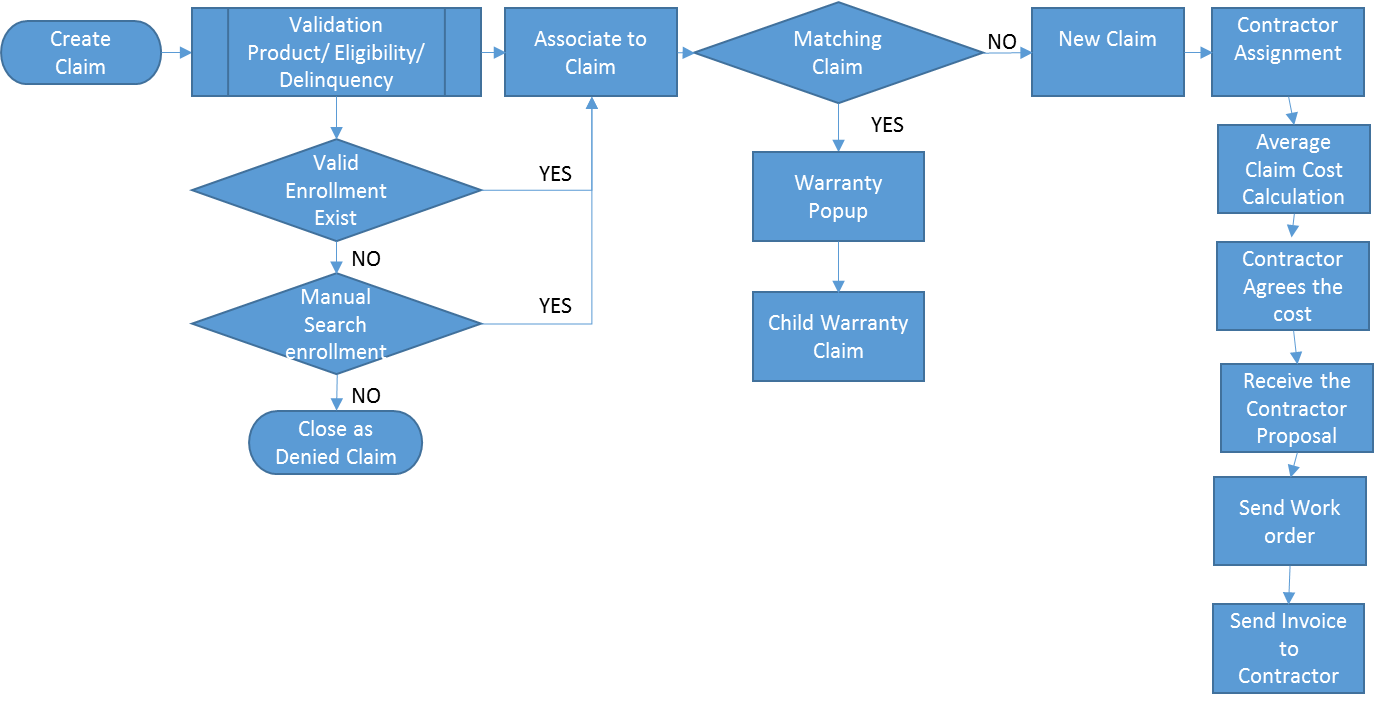 Create
Claim
Validation
Product/ Eligibility/
Delinquency
Associate to
Claim
Matching
Claim
NO
New Claim
Contractor
Assignment
YES
Valid
Enrollment
Exist
YES
NO
Manual
Search
enrollment
YES
NO
Close as
Denied Claim
Warranty
Popup
Child Warranty
Claim
Average
Claim Cost
Calculation
Contractor
Agrees the
cost
Receive the
Contractor
Proposal
Send Work
order
Send Invoice
to
Contractor